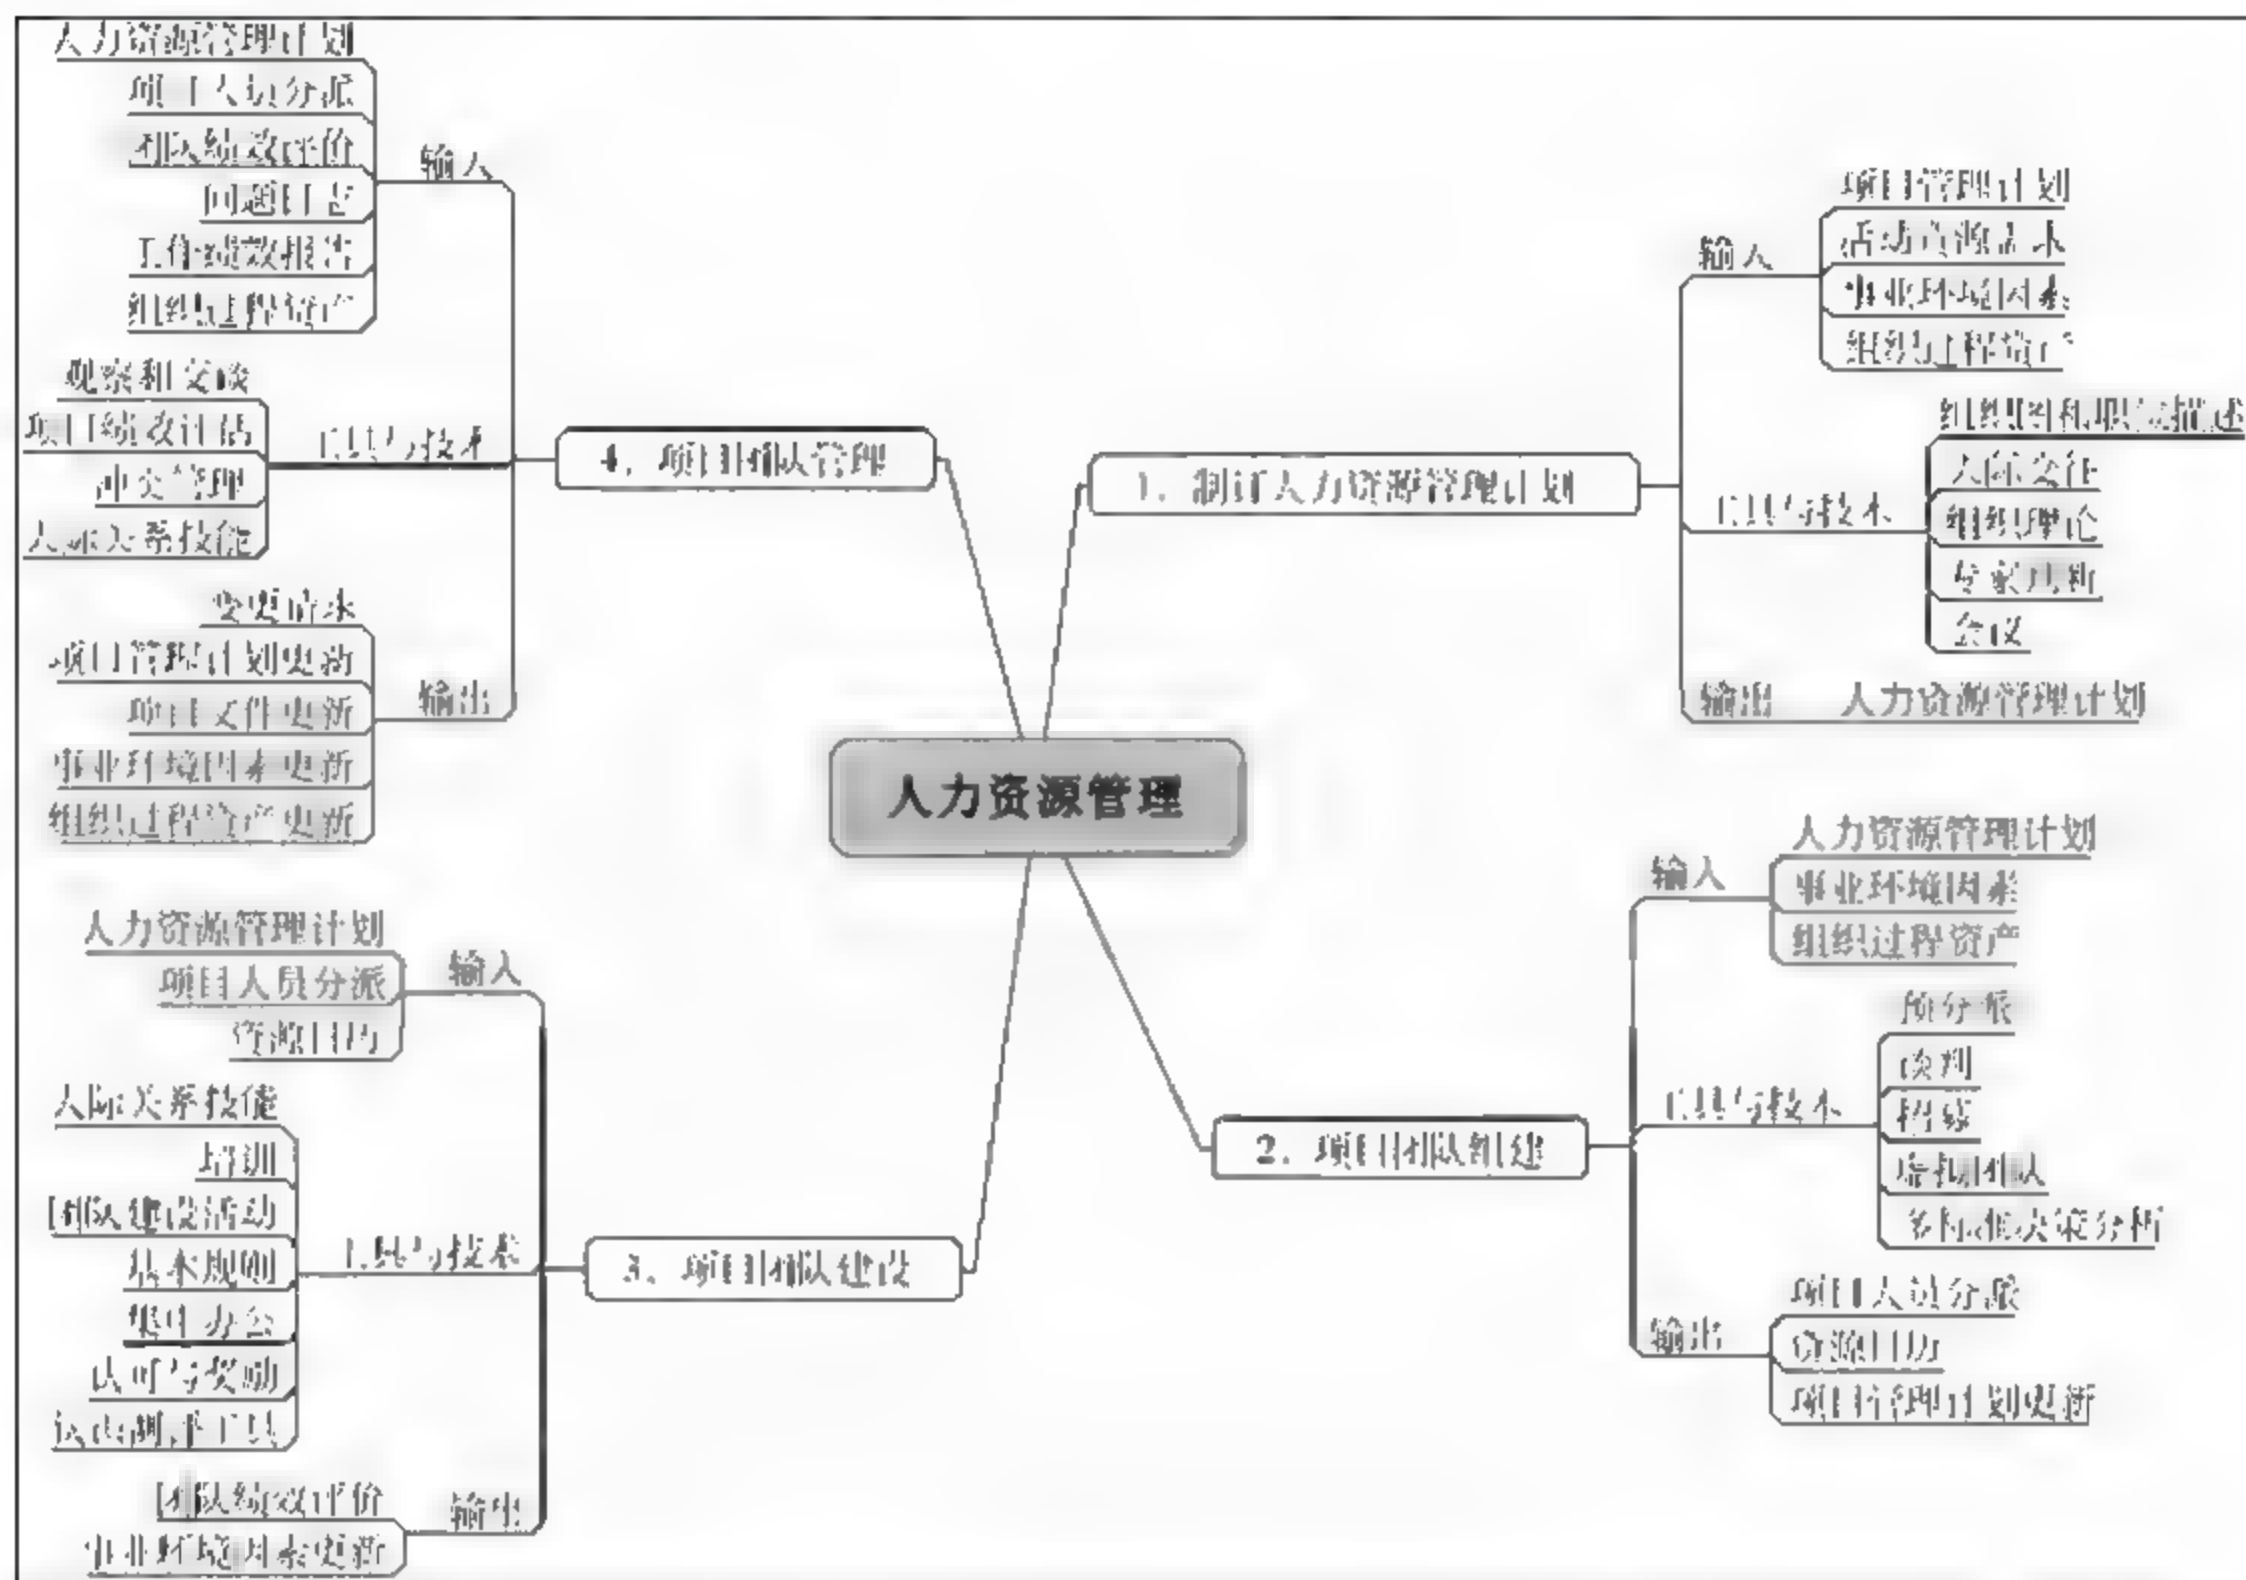 人力资源管理
1. 制订人力资源管理计划
输入
项目管理计划
活动资源需求
事业环境因素
组织过程资产
工具与技术
组织图和职位描述
人际交往
组织理论
专家判断
会议
输出
人力资源管理计划
2. 项目团队组建
输入
人力资源管理计划
事业环境因素
组织过程资产
工具与技术
预分派
谈判
招募
虚拟团队
多标准决策分析
输出
项目人员分派
资源日历
项目管理计划更新
3. 项目团队建设
输入
人力资源管理计划
项目人员分派
资源日历
工具与技术
人际关系技能
培训
团队建设活动
基本规则
集中办公
认可与奖励
人事测评工具
输出
团队绩效评价
事业环境因素更新
4. 项目团队管理
输入
人力资源管理计划
项目人员分派
团队绩效评价
问题日志
工作绩效报告
组织过程资产
工具与技术
观察和交谈
项目绩效评估
冲突管理
人际关系技能
输出
变更请求
项目管理计划更新
项目文件更新
事业环境因素更新
组织过程资产更新